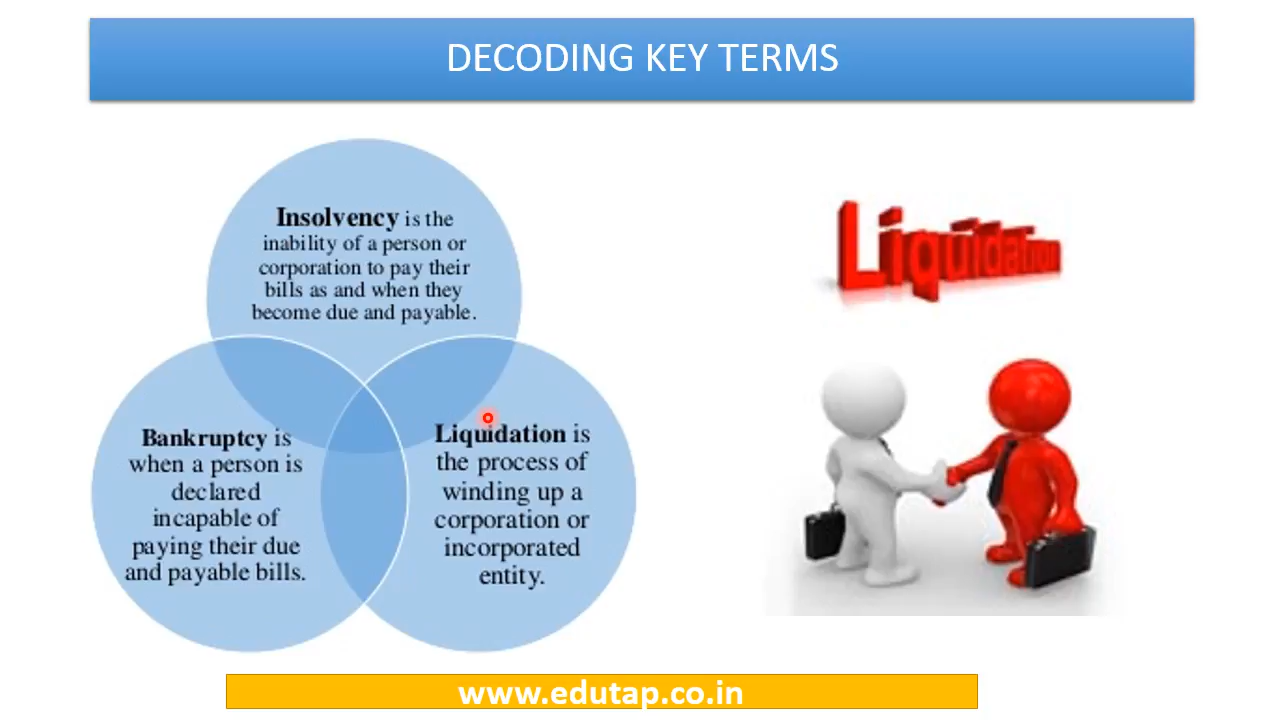 DECODING KEY TERMS
Insolvency is the
inability of a person or
corporation to pay their
bills as and when they
become due and payable.
Bankruptcy is
when a person is
declared
incapable of
paying their due
and payable bills.
Liquidation is
the process of
winding up a
corporation or
incorporated
entity.
Liquidation
www.edutap.co.in